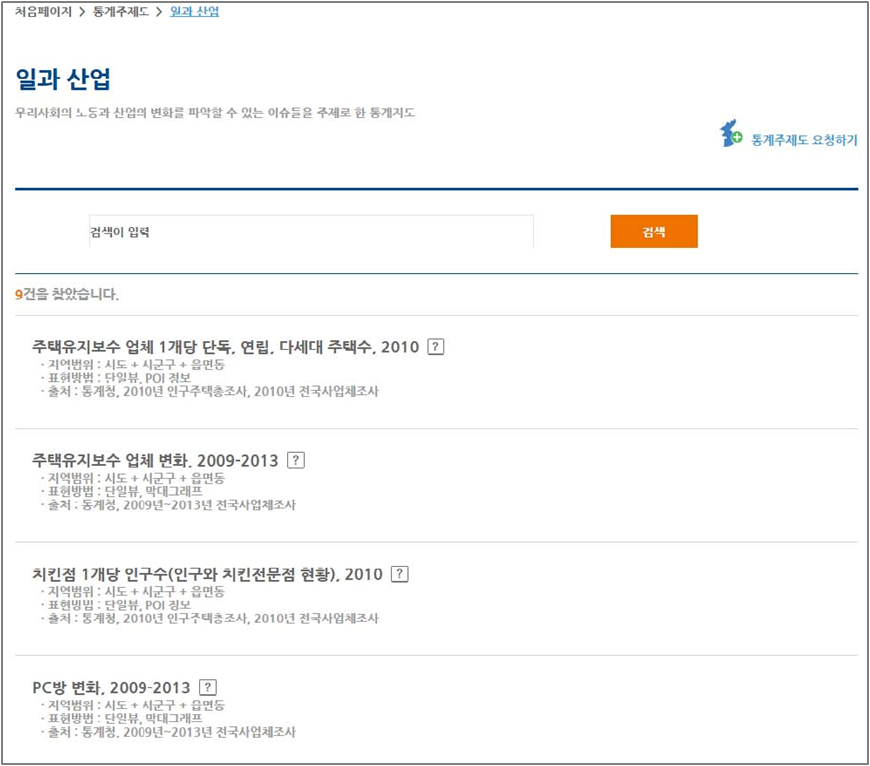 처음페이지 > 통계주제도 > 일과 산업
일과 산업
우리사회의 노동과 산업의 변화를 파악할 수 있는 이슈들을 주제로 한 통계지도
통계주제도 요청하기
검색이 입력
검색
9건을 찾았습니다.
주택유지보수 업체 1개당 단독, 연립, 다세대 주택수, 2010 ?
· 지역범위 : 시도 + 시군구 + 읍면동
· 표현방법 : 단일뷰, POI 정보
· 출처 : 통계청, 2010년 인구주택총조사, 2010년 전국사업체조사
주택유지보수 업체 변화, 2009-2013 ?
· 지역범위 : 시도 + 시군구 + 읍면동
· 표현방법 : 단일뷰, 막대그래프
· 출처 : 통계청, 2009년~2013년 전국사업체조사
치킨점 1개당 인구수(인구와 치킨전문점 현황), 2010 ?
· 지역범위 : 시도 + 시군구 + 읍면동
· 표현방법 : 단일뷰, POI 정보
· 출처 : 통계청, 2010년 인구주택총조사, 2010년 전국사업체조사
PC방 변화, 2009-2013 ?
· 지역범위 : 시도 + 시군구 + 읍면동
· 표현방법 : 단일뷰, 막대그래프
· 출처 : 통계청, 2009년~2013년 전국사업체조사